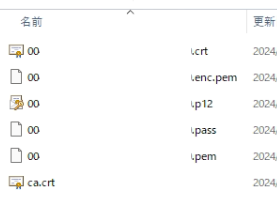 名前 更新
00 .crt 2024/
00 .enc.pem 2024/
00 .p12 2024/
00 .pass 2024/
00 .pem 2024/
ca.crt 2024/